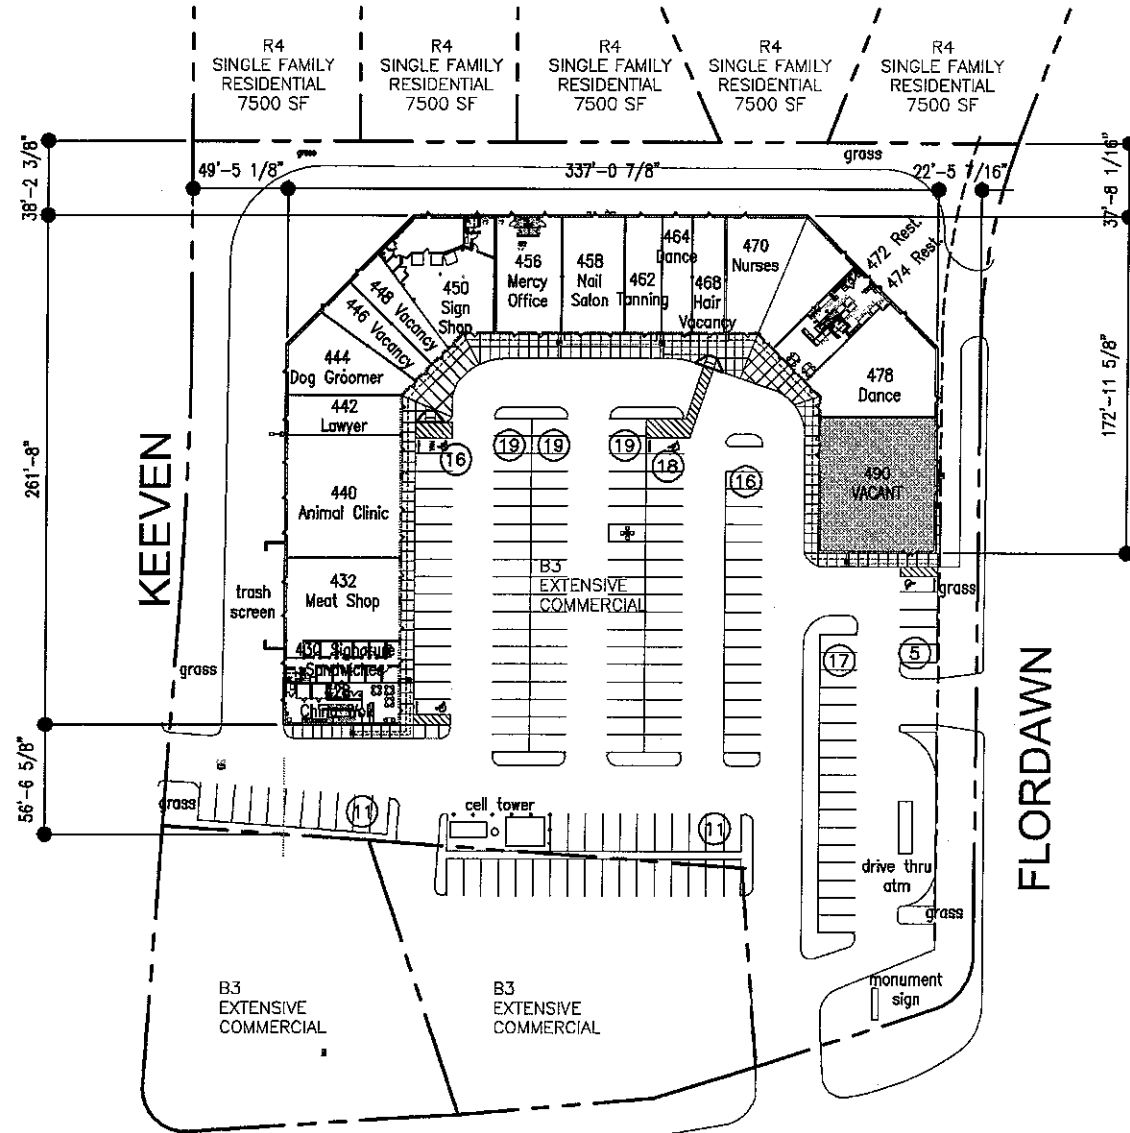 R4
SINGLE FAMILY
RESIDENTIAL
7500 SF
R4
SINGLE FAMILY
RESIDENTIAL
7500 SF
R4
SINGLE FAMILY
RESIDENTIAL
7500 SF
R4
SINGLE FAMILY
RESIDENTIAL
7500 SF
R4
SINGLE FAMILY
RESIDENTIAL
7500 SF
38'-2 3/8"
49'-5 1/8"
grass
337'-0 7/8"
grass
22'-5 7/16"
37'-8 1/16"
450
Sign
Shop
456
Mercy
Office
458
Nail
Salon
462
Tanning
464
Dance
468
Hair
Vacancy
470
Nurses
472 Rest.
474 Rest.
448 Vacancy
446 Vacancy
444
Dog Groomer
442
Lawyer
440
Animal Clinic
432
Meat Shop
430 Signature
Sandwiches
428
China Wok
478
Dance
490
VACANT
172'-11 5/8"
261'-8"
56'-6 5/8"
KEEVEN
FLORDAWN
16
19
19
19
18
16
B3
EXTENSIVE
COMMERCIAL
trash
screen
grass
grass
17
5
grass
11
cell tower
11
drive thru
atm
grass
monument
sign
B3
EXTENSIVE
COMMERCIAL
B3
EXTENSIVE
COMMERCIAL